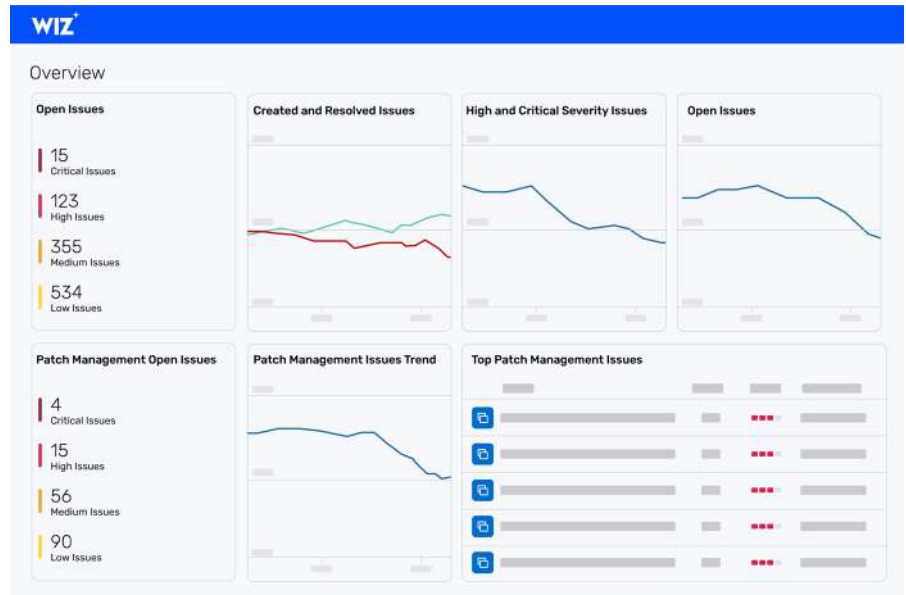 WIZ
Overview
Open Issues
15
Critical Issues
123
High Issues
355
Medium Issues
534
Low Issues
Created and Resolved Issues
High and Critical Severity Issues
Open Issues
Patch Management Open Issues
4
Critical Issues
15
High Issues
56
Medium Issues
90
Low Issues
Patch Management Issues Trend
Top Patch Management Issues